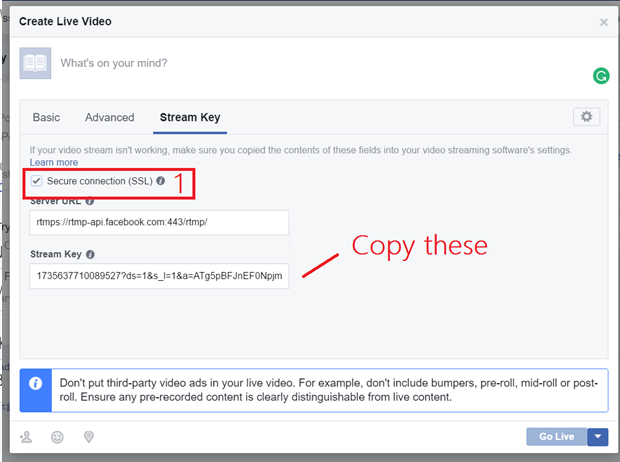 Create Live Video
What's on your mind?
Basic Advanced Stream Key
If your video stream isn't working, make sure you copied the contents of these fields into your video streaming software's settings.
Learn more
Secure connection (SSL) 1
Server URL
rtmps://rtmp-api.facebook.com:443/rtmp/
Copy these
Stream Key
1735637710089527?ds=1&s_l=1&a=ATg5pBFJnEF0Npjm
Don't put third-party video ads in your live video. For example, don't include bumpers, pre-roll, mid-roll or post-
roll. Ensure any pre-recorded content is clearly distinguishable from live content.
Go Live